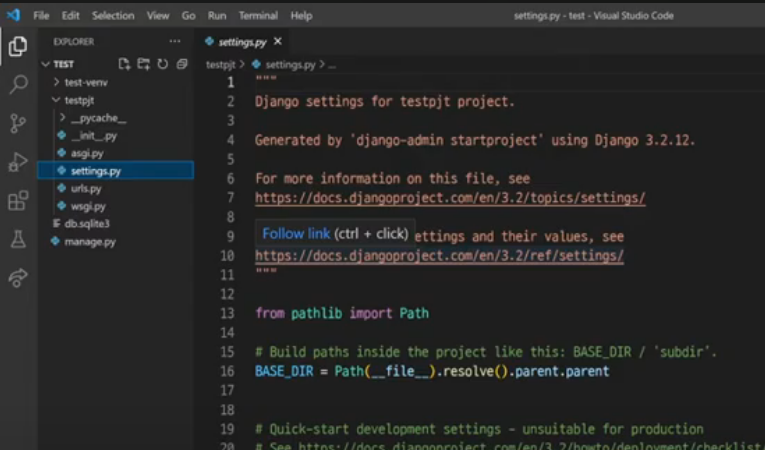 File Edit Selection View Go Run Terminal Help
settings.py - test - Visual Studio Code
EXPLORER
TEST
test-venv
testpjt
__pycache__
__init__.py
asgi.py
settings.py
urls.py
wsgi.py
db.sqlite3
manage.py
settings.py
testpjt > settings.py > ...
1 """
2 Django settings for testpjt project.
3
4 Generated by 'django-admin startproject' using Django 3.2.12.
5
6 For more information on this file, see
7 https://docs.djangoproject.com/en/3.2/topics/settings/
8
Follow link (ctrl + click)
9 ettings and their values, see
10 https://docs.djangoproject.com/en/3.2/ref/settings/
11 """
12
13 from pathlib import Path
14
15 # Build paths inside the project like this: BASE_DIR / 'subdir'.
16 BASE_DIR = Path(__file__).resolve().parent.parent
17
18
19 # Quick-start development settings - unsuitable for production
20 # See https://docs.djangoproject.com/en/3.2/howto/deployment/checklist/